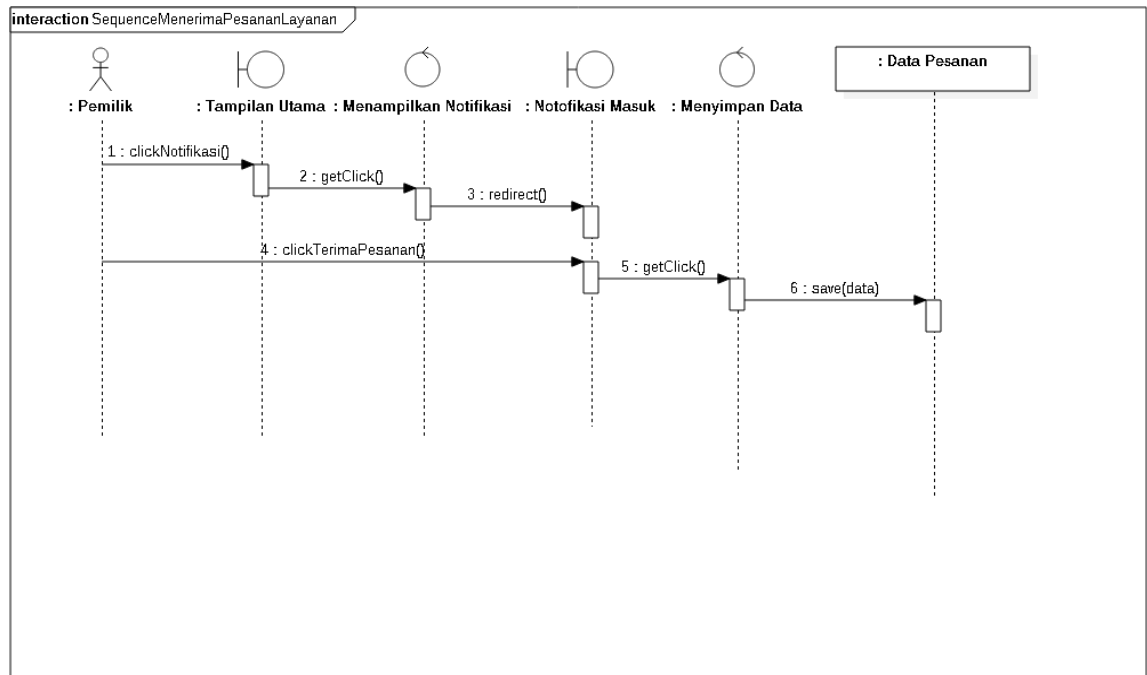 interaction SequenceMenerimaPesananLayanan
: Data Pesanan
: Pemilik
: Tampilan Utama
: Menampilkan Notifikasi
: Notofikasi Masuk
: Menyimpan Data
1 : clickNotifikasi()
2 : getClick()
3 : redirect()
4 : clickTerimaPesanan()
5 : getClick()
6 : save(data)